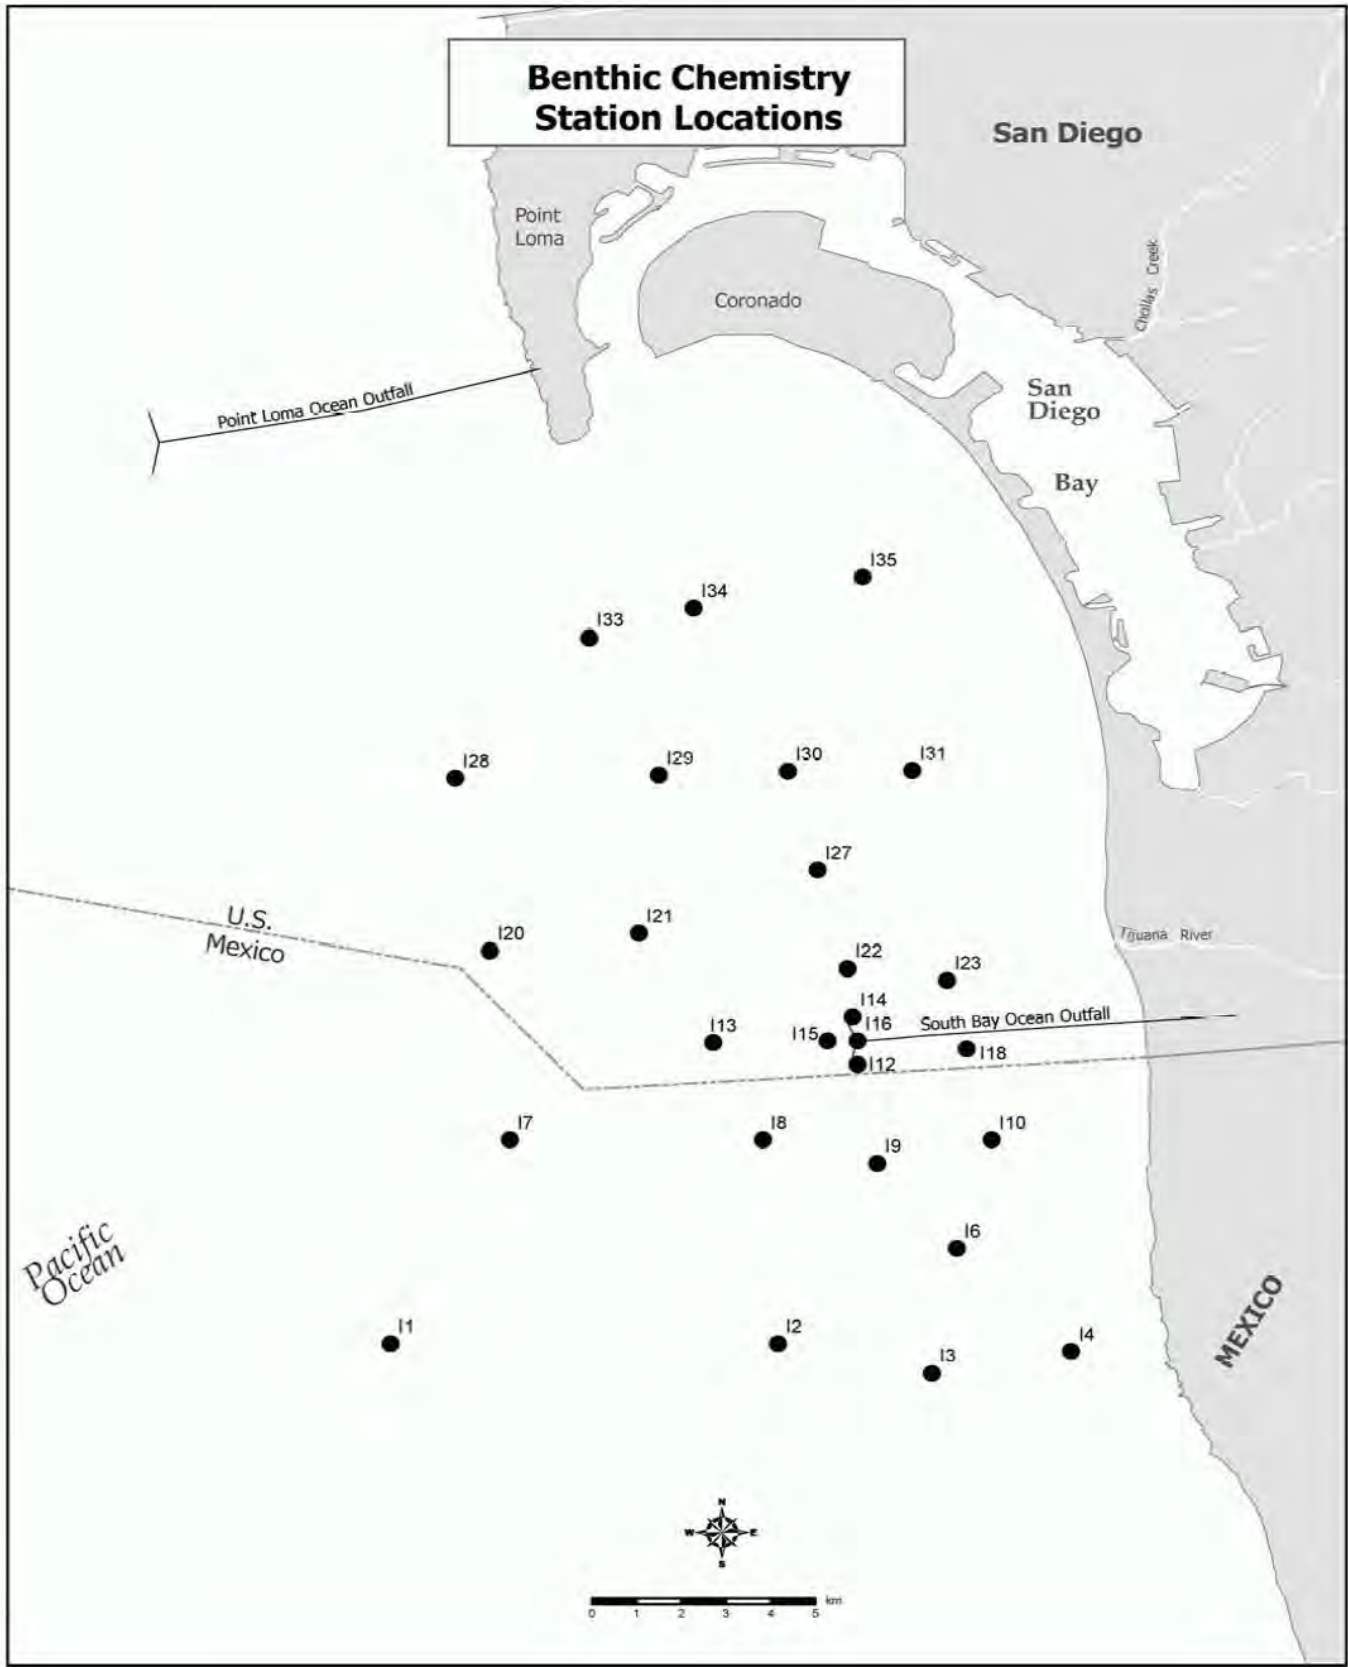 Benthic Chemistry
Station Locations
San Diego
Point
Loma
Coronado
Chollas Creek
San
Diego
Bay
Point Loma Ocean Outfall
I35
I34
I33
I28
I29
I30
I31
I27
U.S.
Mexico
I20
I21
Tijuana River
I22
I23
I14
I13
I15
I16
South Bay Ocean Outfall
I18
I12
I7
I8
I9
I10
I6
Pacific
Ocean
MEXICO
I1
I2
I3
I4
N
W E
S
km
0 1 2 3 4 5